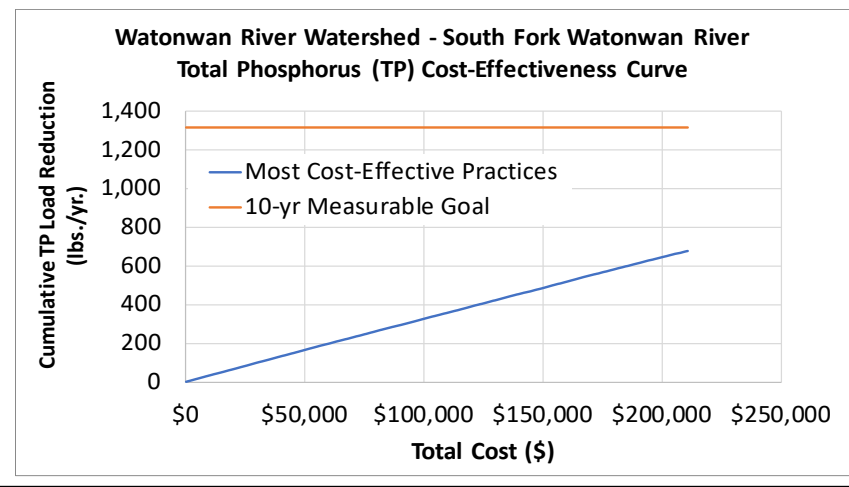 Watonwan River Watershed - South Fork Watonwan River
Total Phosphorus (TP) Cost-Effectiveness Curve
Cumulative TP Load Reduction
(lbs./yr.)
1,400
1,200
1,000
800
600
400
200
0
Most Cost-Effective Practices
10-yr Measurable Goal
$0
$50,000
$100,000
$150,000
$200,000
$250,000
Total Cost ($)